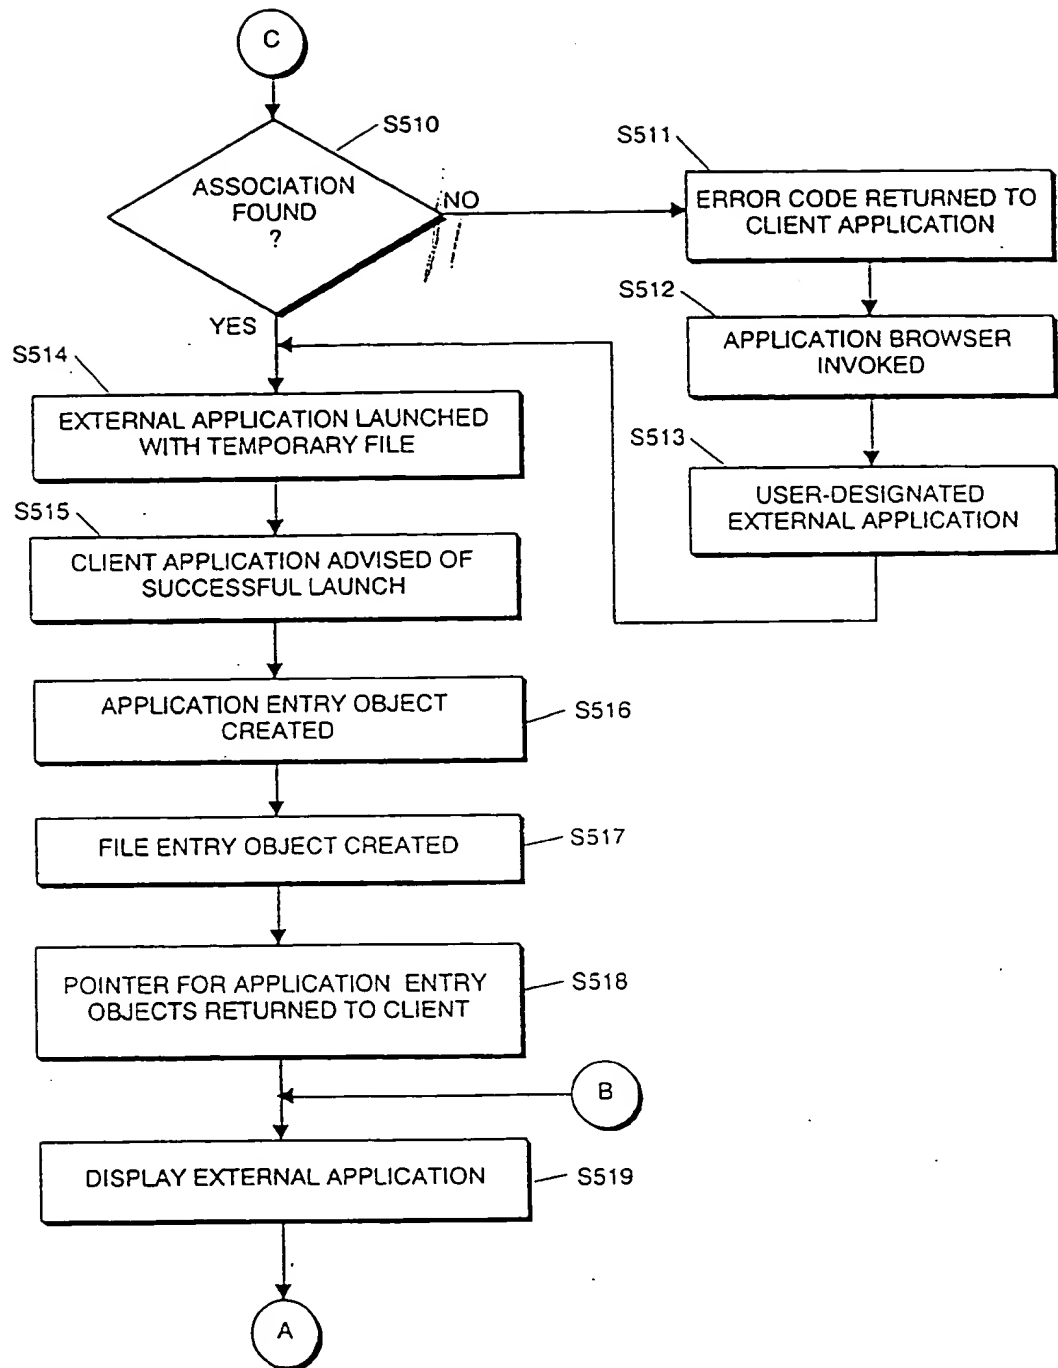 C
S510
ASSOCIATION
FOUND
?
NO
YES
S511
ERROR CODE RETURNED TO
CLIENT APPLICATION
S512
APPLICATION BROWSER
INVOKED
S513
USER-DESIGNATED
EXTERNAL APPLICATION
S514
EXTERNAL APPLICATION LAUNCHED
WITH TEMPORARY FILE
S515
CLIENT APPLICATION ADVISED OF
SUCCESSFUL LAUNCH
APPLICATION ENTRY OBJECT
CREATED
S516
FILE ENTRY OBJECT CREATED
S517
POINTER FOR APPLICATION ENTRY
OBJECTS RETURNED TO CLIENT
S518
B
DISPLAY EXTERNAL APPLICATION
S519
A